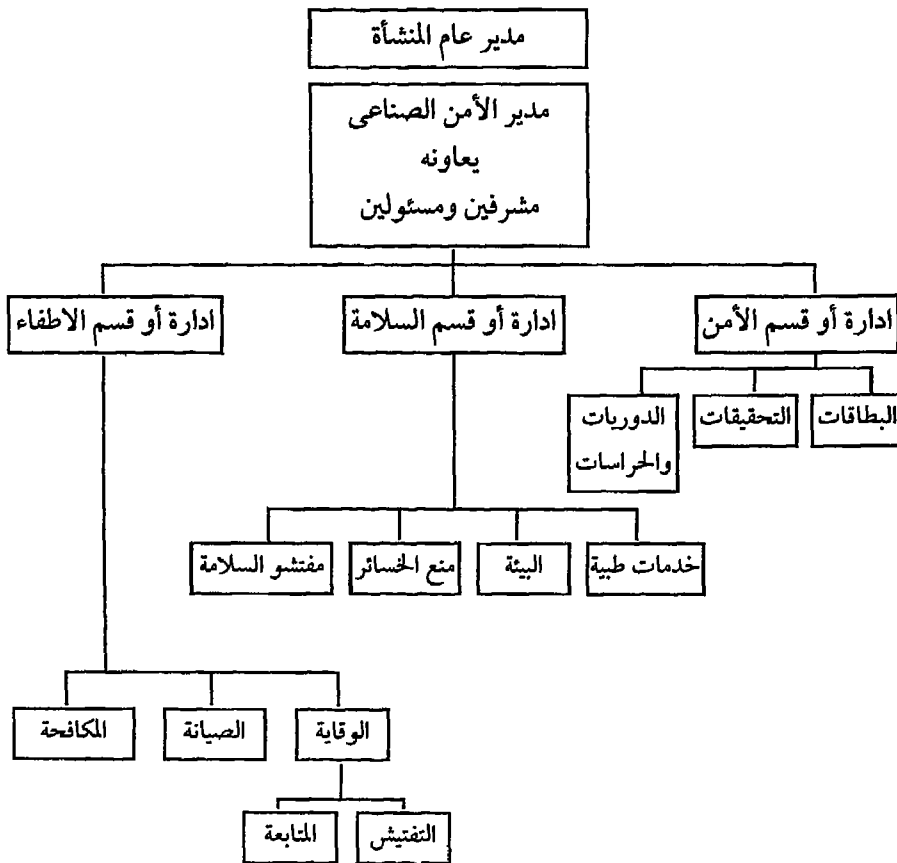 مدير عام المنشأة
مدير الأمن الصناعى
يعاونه
مشرفين ومسئولين
ادارة أو قسم الأمن
ادارة أو قسم السلامة
ادارة أو قسم الاطفاء
البطاقات
التحقيقات
الدوريات
والحراسات
خدمات طبية
البيئة
منع الخسائر
مفتشو السلامة
الوقاية
الصيانة
المكافحة
التفتيش
المتابعة